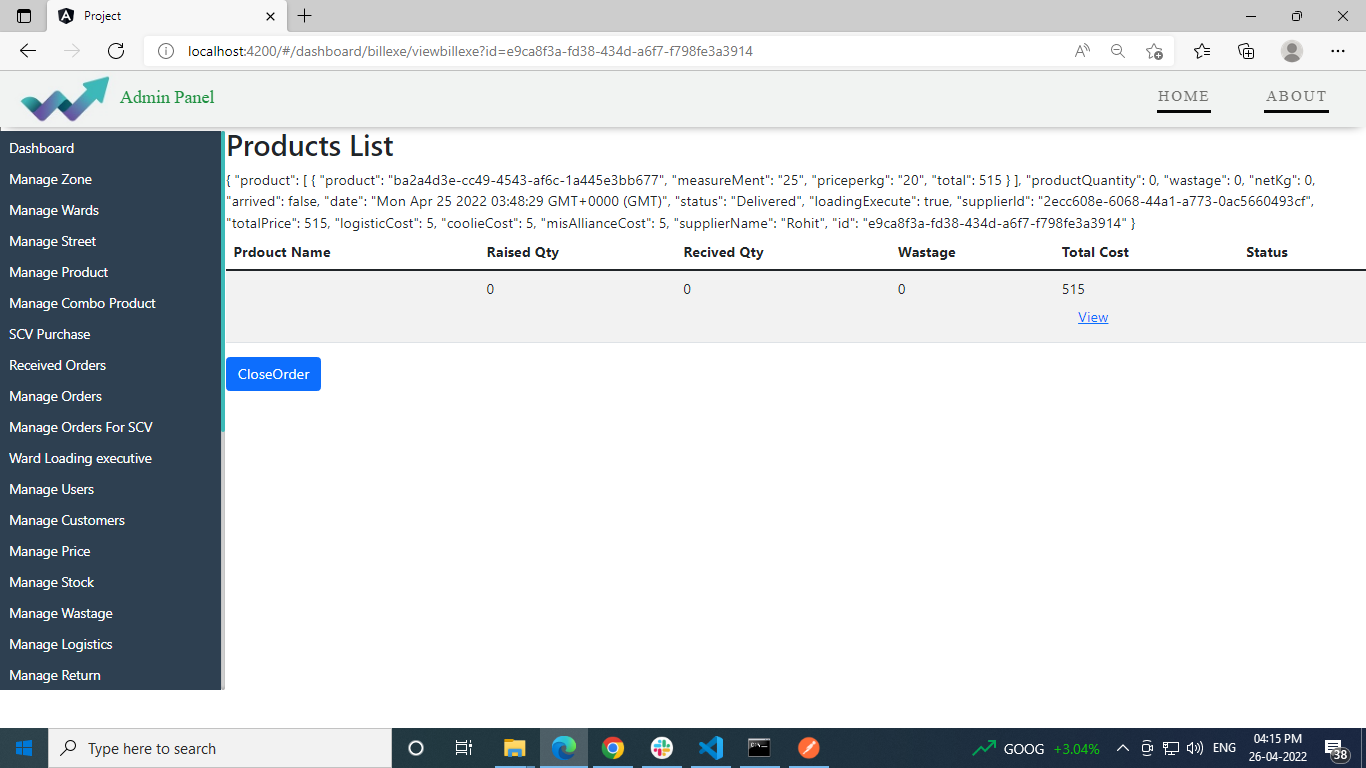 Project
localhost:4200/#/dashboard/billexe/viewbillexe?id=e9ca8f3a-fd38-434d-a6f7-f798fe3a3914
Admin Panel
HOME
ABOUT
Dashboard
Manage Zone
Manage Wards
Manage Street
Manage Product
Manage Combo Product
SCV Purchase
Received Orders
Manage Orders
Manage Orders For SCV
Ward Loading executive
Manage Users
Manage Customers
Manage Price
Manage Stock
Manage Wastage
Manage Logistics
Manage Return
Products List
{ "product": [ { "product": "ba2a4d3e-cc49-4543-af6c-1a445e3bb677", "measureMent": "25", "priceperkg": "20", "total": 515 } ], "productQuantity": 0, "wastage": 0, "netKg": 0,
"arrived": false, "date": "Mon Apr 25 2022 03:48:29 GMT+0000 (GMT)", "status": "Delivered", "loadingExecute": true, "supplierId": "2ecc608e-6068-44a1-a773-0ac5660493cf",
"totalPrice": 515, "logisticCost": 5, "coolieCost": 5, "misAllianceCost": 5, "supplierName": "Rohit", "id": "e9ca8f3a-fd38-434d-a6f7-f798fe3a3914" }
Prdouct Name Raised Qty Recived Qty Wastage Total Cost Status
0 0 0 515
View
CloseOrder
Type here to search
GOOG +3.04%
ENG
04:15 PM
26-04-2022
38